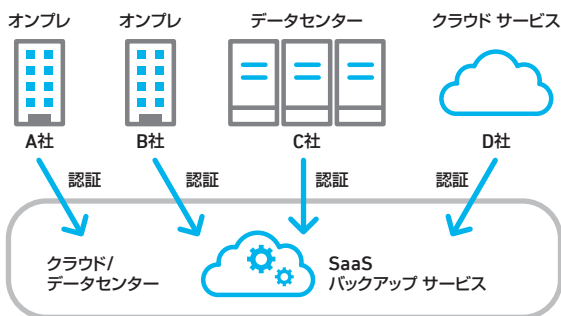 オンプレ
オンプレ
データセンター
クラウド サービス
A社
B社
C社
D社
認証
認証
認証
認証
クラウド/
データセンター
SaaS
バックアップ サービス